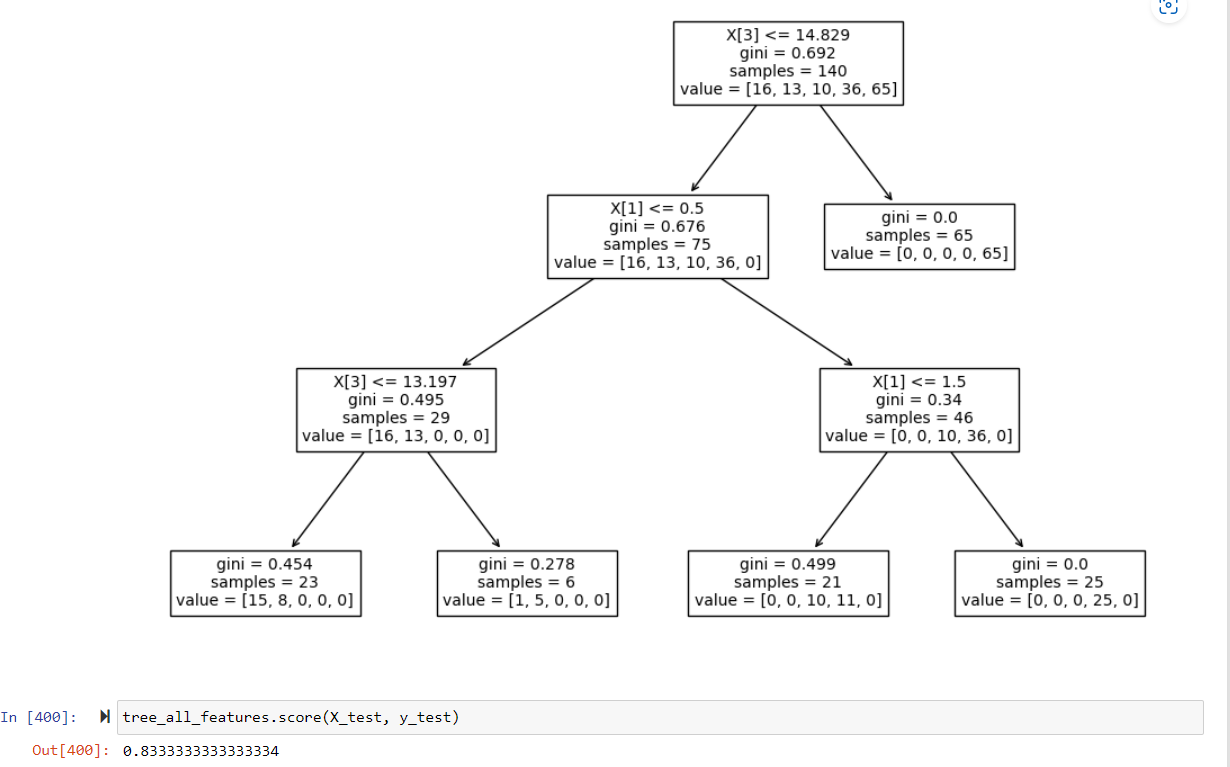 X[3] <= 14.829
gini = 0.692
samples = 140
value = [16, 13, 10, 36, 65]
X[1] <= 0.5
gini = 0.676
samples = 75
value = [16, 13, 10, 36, 0]
gini = 0.0
samples = 65
value = [0, 0, 0, 0, 65]
X[3] <= 13.197
gini = 0.495
samples = 29
value = [16, 13, 0, 0, 0]
X[1] <= 1.5
gini = 0.34
samples = 46
value = [0, 0, 10, 36, 0]
gini = 0.454
samples = 23
value = [15, 8, 0, 0, 0]
gini = 0.278
samples = 6
value = [1, 5, 0, 0, 0]
gini = 0.499
samples = 21
value = [0, 0, 10, 11, 0]
gini = 0.0
samples = 25
value = [0, 0, 0, 25, 0]
In [400]: tree_all_features.score(X_test, y_test)
Out[400]: 0.8333333333333334